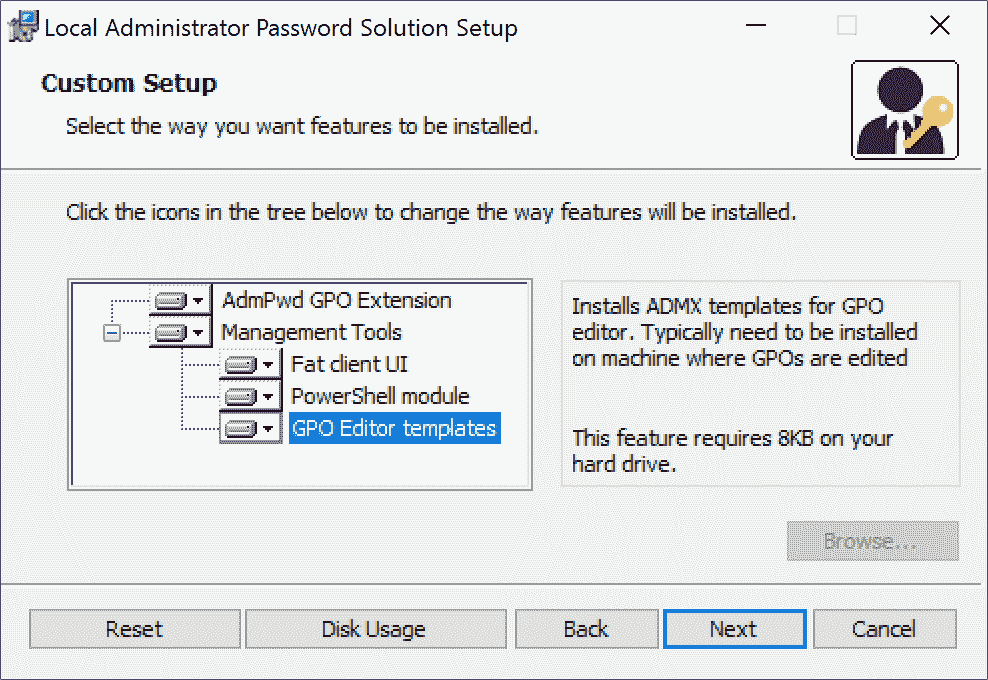 Local Administrator Password Solution Setup
Custom Setup
Select the way you want features to be installed.
Click the icons in the tree below to change the way features will be installed.
AdmPwd GPO Extension
Management Tools
Fat client UI
PowerShell module
GPO Editor templates
Installs ADMX templates for GPO
editor. Typically need to be installed
on machine where GPOs are edited
This feature requires 8KB on your
hard drive.
Browse...
Reset
Disk Usage
Back
Next
Cancel